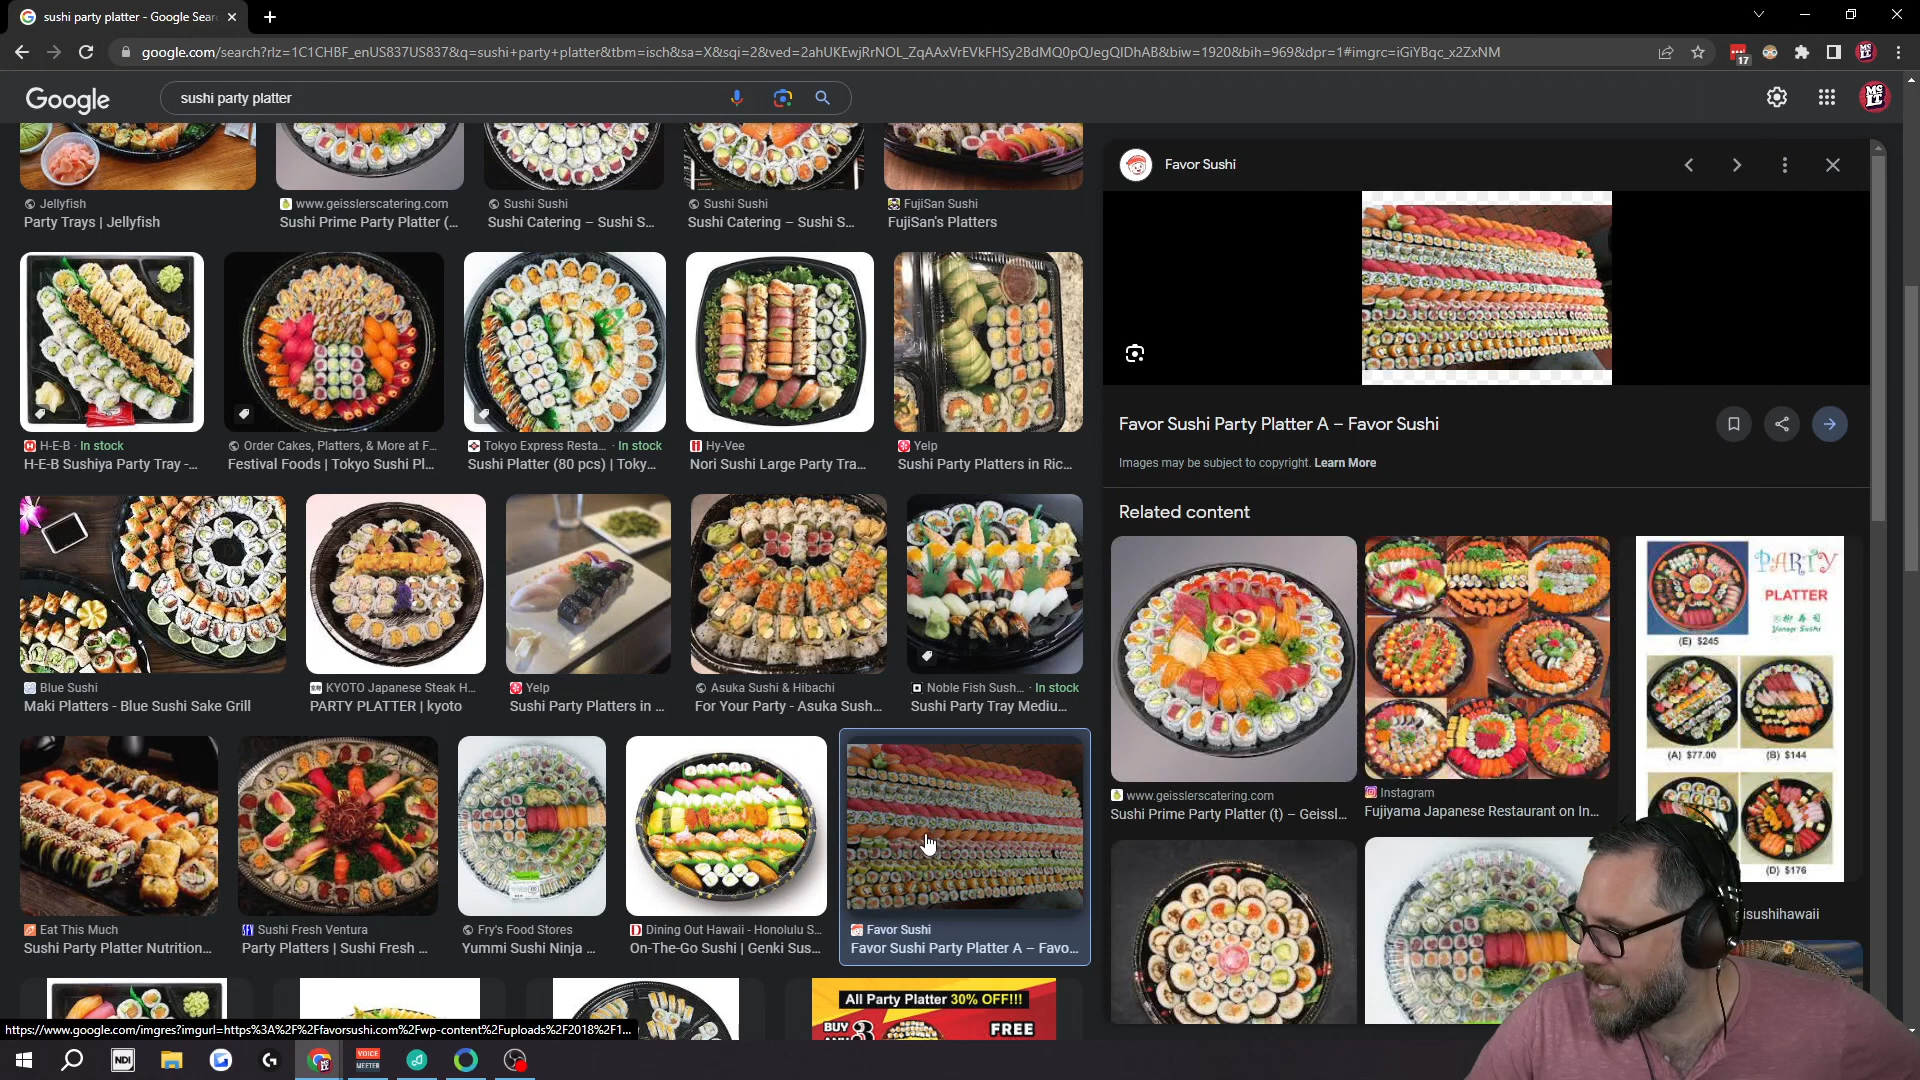 sushi party platter - Google Sear
google.com/search?rlz=1C1CHBF_enUS837US837&q=sushi+party+platter&tbm=isch&sa=X&sqi=2&ved=2ahUKEwjRrNOL_ZqAAxVrEVkFHSy2BdMQ0pQJegQIDhAB&biw=1920&bih=969&dpr=1#imgrc=iGiYBqc_x2ZxNM
17
Google
sushi party platter
Jellyfish
Party Trays | Jellyfish
www.geisslerscatering.com
Sushi Prime Party Platter (...
Sushi Sushi
Sushi Catering – Sushi S...
Sushi Sushi
Sushi Catering – Sushi S...
FujiSan Sushi
FujiSan's Platters
H-E-B · In stock
H-E-B Sushiya Party Tray -...
Order Cakes, Platters, & More at F...
Festival Foods | Tokyo Sushi Pl...
Tokyo Express Resta... · In stock
Sushi Platter (80 pcs) | Toky...
Hy-Vee
Nori Sushi Large Party Tra...
Yelp
Sushi Party Platters in Ric...
Blue Sushi
Maki Platters - Blue Sushi Sake Grill
KYOTO Japanese Steak H...
PARTY PLATTER | kyoto
Yelp
Sushi Party Platters in ...
Asuka Sushi & Hibachi
For Your Party - Asuka Sush...
Noble Fish Sush... · In stock
Sushi Party Tray Mediu...
Eat This Much
Sushi Party Platter Nutrition...
Sushi Fresh Ventura
Party Platters | Sushi Fresh ...
Fry's Food Stores
Yummi Sushi Ninja ...
Dining Out Hawaii - Honolulu S...
On-The-Go Sushi | Genki Sus...
Favor Sushi
Favor Sushi Party Platter A – Favo...
All Party Platter 30% OFF!!!
BUY 3
FREE
Favor Sushi
Favor Sushi Party Platter A – Favor Sushi
Images may be subject to copyright. Learn More
Related content
www.geisslerscatering.com
Sushi Prime Party Platter (t) – Geissl...
Instagram
Fujiyama Japanese Restaurant on In...
PARTY
PLATTER
(E) $245
(A) $77.00
(B) $144
(D) $176
isushihawaii
https://www.google.com/imgres?imgurl=https%3A%2F%2Ffavorsushi.com%2Fwp-content%2Fuploads%2F2018%2F1...
NDI
VOICE
MEETER